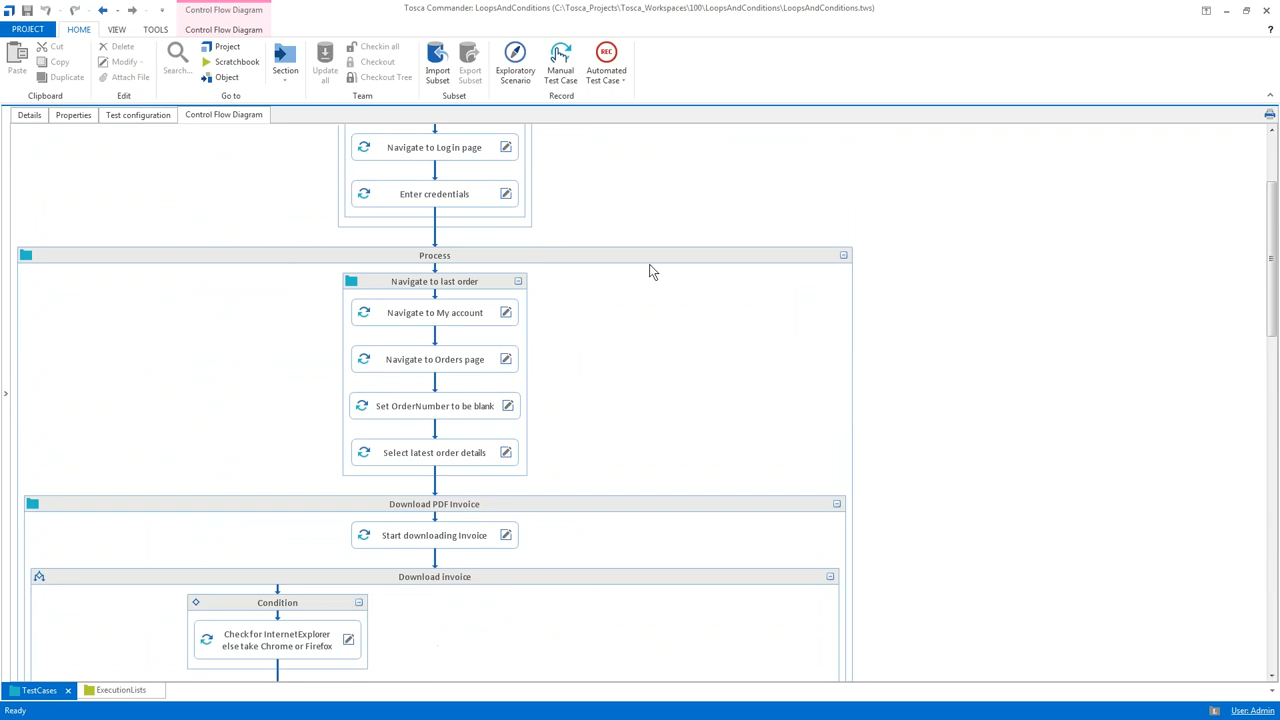 Control Flow Diagram
Tosca Commander: LoopsAndConditions (C:\Tosca_Projects\Tosca_Workspaces\100\LoopsAndConditions\LoopsAndConditions.tws)
PROJECT
HOME
VIEW
TOOLS
Control Flow Diagram
?
Paste
Cut
Copy
Duplicate
Clipboard
Delete
Modify
Attach File
Edit
Search...
Project
Scratchbook
Object
Go to
Section
Update all
Checkin all
Checkout
Checkout Tree
Team
Import Subset
Export Subset
Subset
Exploratory Scenario
Manual Test Case
REC
Automated Test Case
Record
Details
Properties
Test configuration
Control Flow Diagram
Navigate to Login page
Enter credentials
Process
Navigate to last order
Navigate to My account
Navigate to Orders page
Set OrderNumber to be blank
Select latest order details
Download PDF Invoice
Start downloading Invoice
Download invoice
Condition
Check for InternetExplorer
else take Chrome or Firefox
TestCases
ExecutionLists
Ready
User: Admin